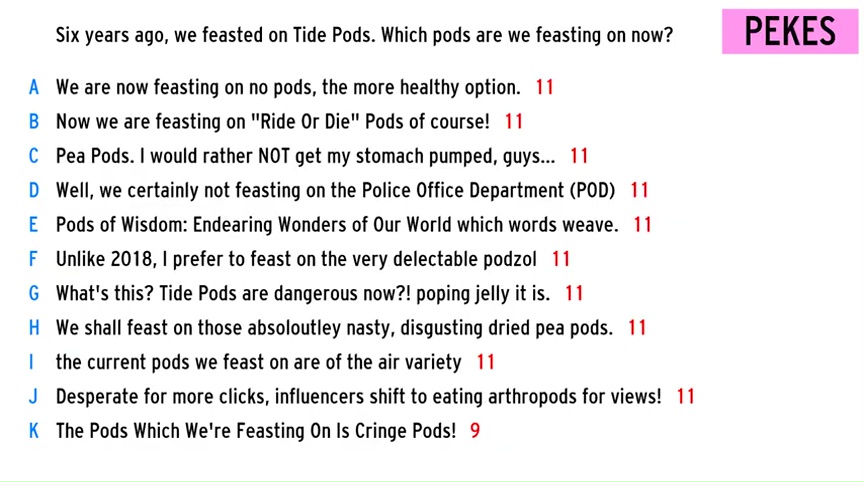 Six years ago, we feasted on Tide Pods. Which pods are we feasting on now?
PEKES
A We are now feasting on no pods, the more healthy option. 11
B Now we are feasting on "Ride Or Die" Pods of course! 11
C Pea Pods. I would rather NOT get my stomach pumped, guys... 11
D Well, we certainly not feasting on the Police Office Department (POD) 11
E Pods of Wisdom: Endearing Wonders of Our World which words weave. 11
F Unlike 2018, I prefer to feast on the very delectable podzol 11
G What's this? Tide Pods are dangerous now?! poping jelly it is. 11
H We shall feast on those absoloutley nasty, disgusting dried pea pods. 11
I the current pods we feast on are of the air variety 11
J Desperate for more clicks, influencers shift to eating arthropods for views! 11
K The Pods Which We're Feasting On Is Cringe Pods! 9